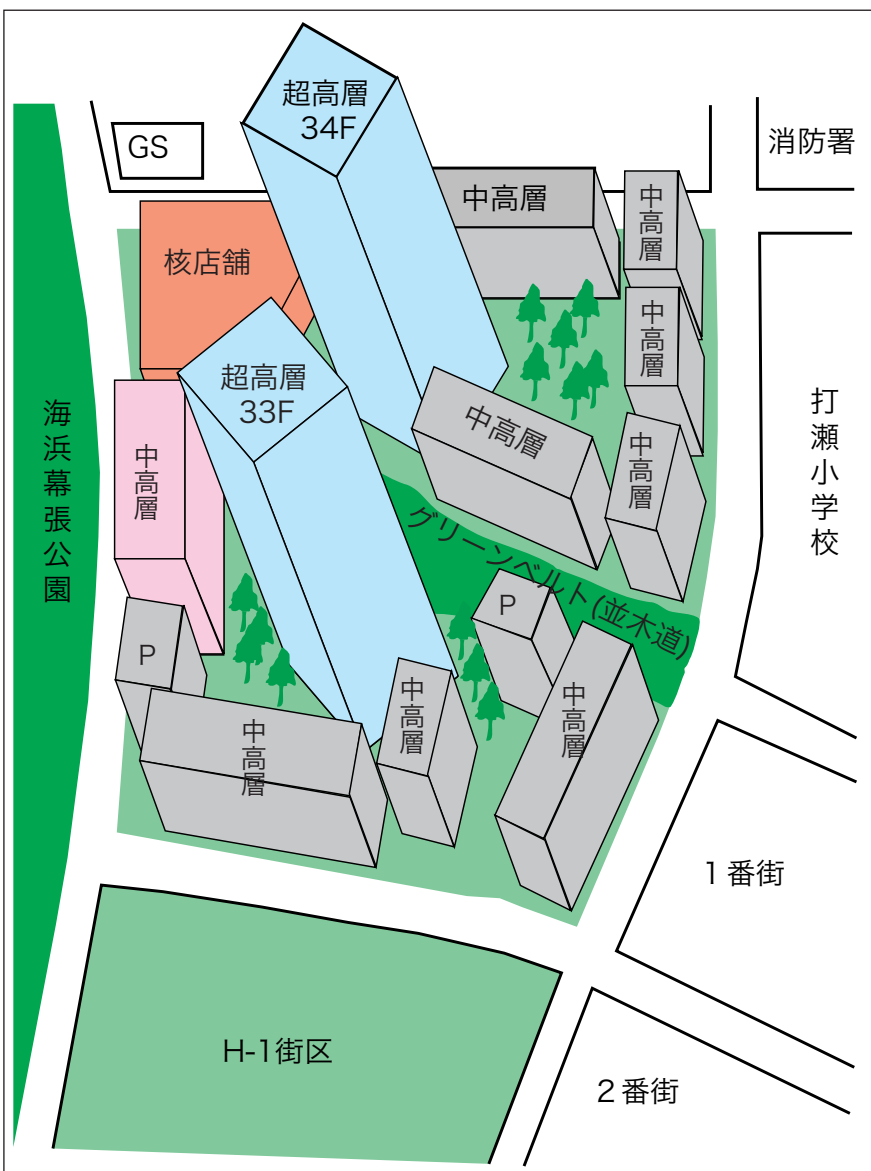 超高層
34F
GS
消防署
中高層
中高層
核店舗
中高層
超高層
33F
中高層
中高層
中高層
海浜幕張公園
打瀬小学校
グリーンベルト(並木道)
P
P
中高層
中高層
中高層
1番街
H-1街区
2番街